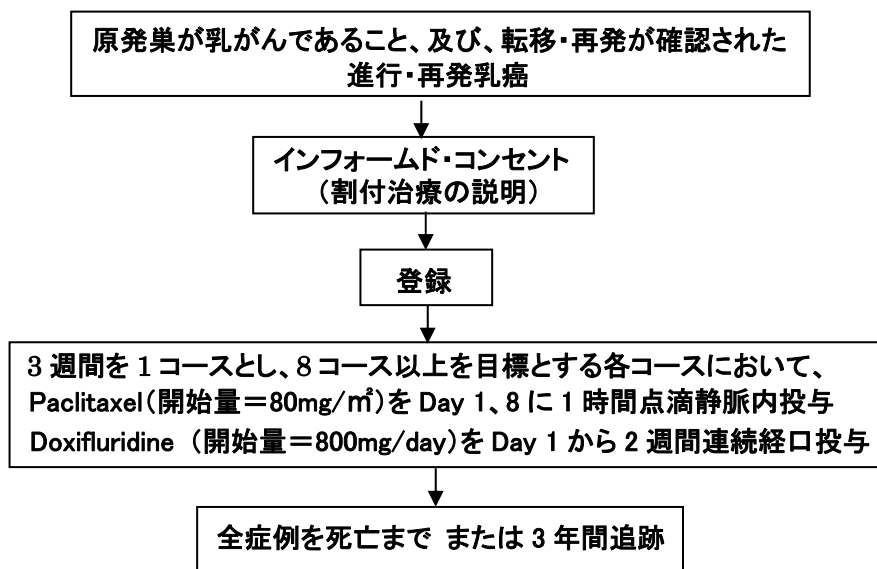 原発巣が乳がんであること、及び、転移・再発が確認された
進行・再発乳癌
インフォームド・コンセント
（割付治療の説明）
登録
3 週間を 1 コースとし、8 コース以上を目標とする各コースにおいて、
Paclitaxel（開始量＝80mg/㎡）を Day 1、8 に 1 時間点滴静脈内投与
Doxifluridine （開始量＝800mg/day）を Day 1 から 2 週間連続経口投与
全症例を死亡まで または 3 年間追跡